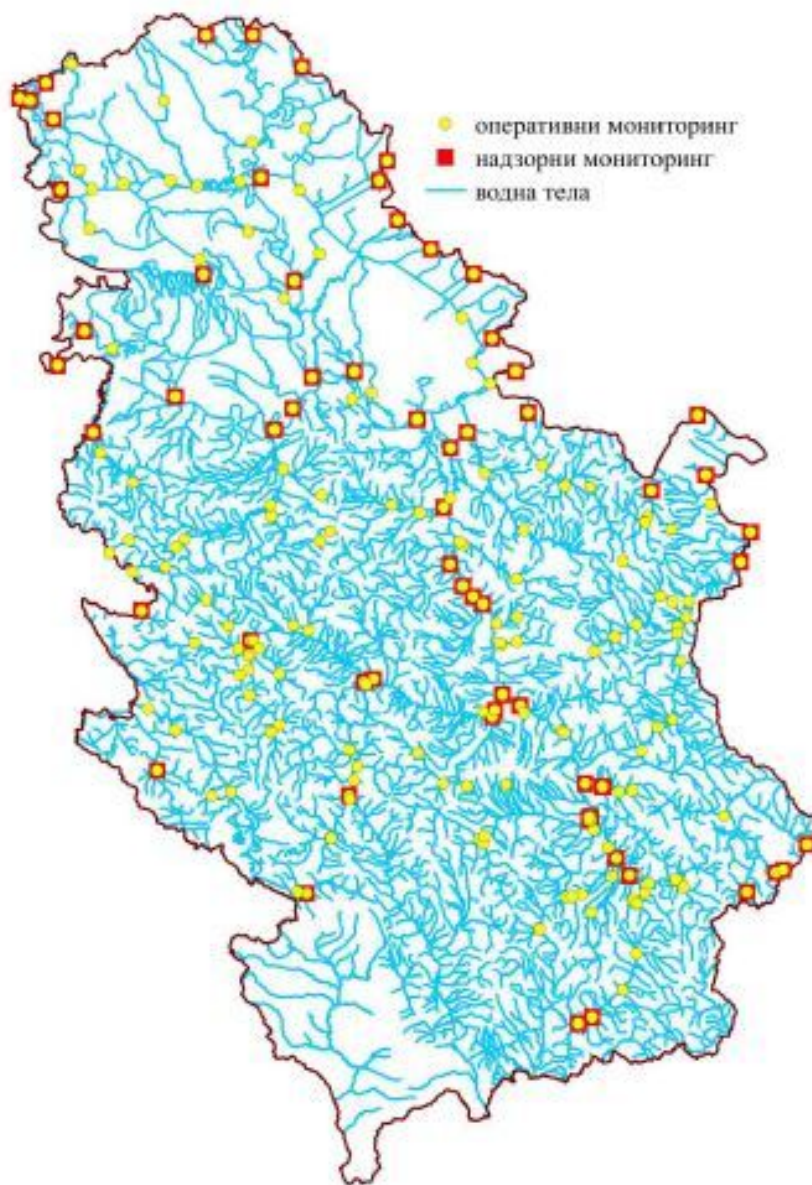 оперативни мониторинг
надзорни мониторинг
водна тела